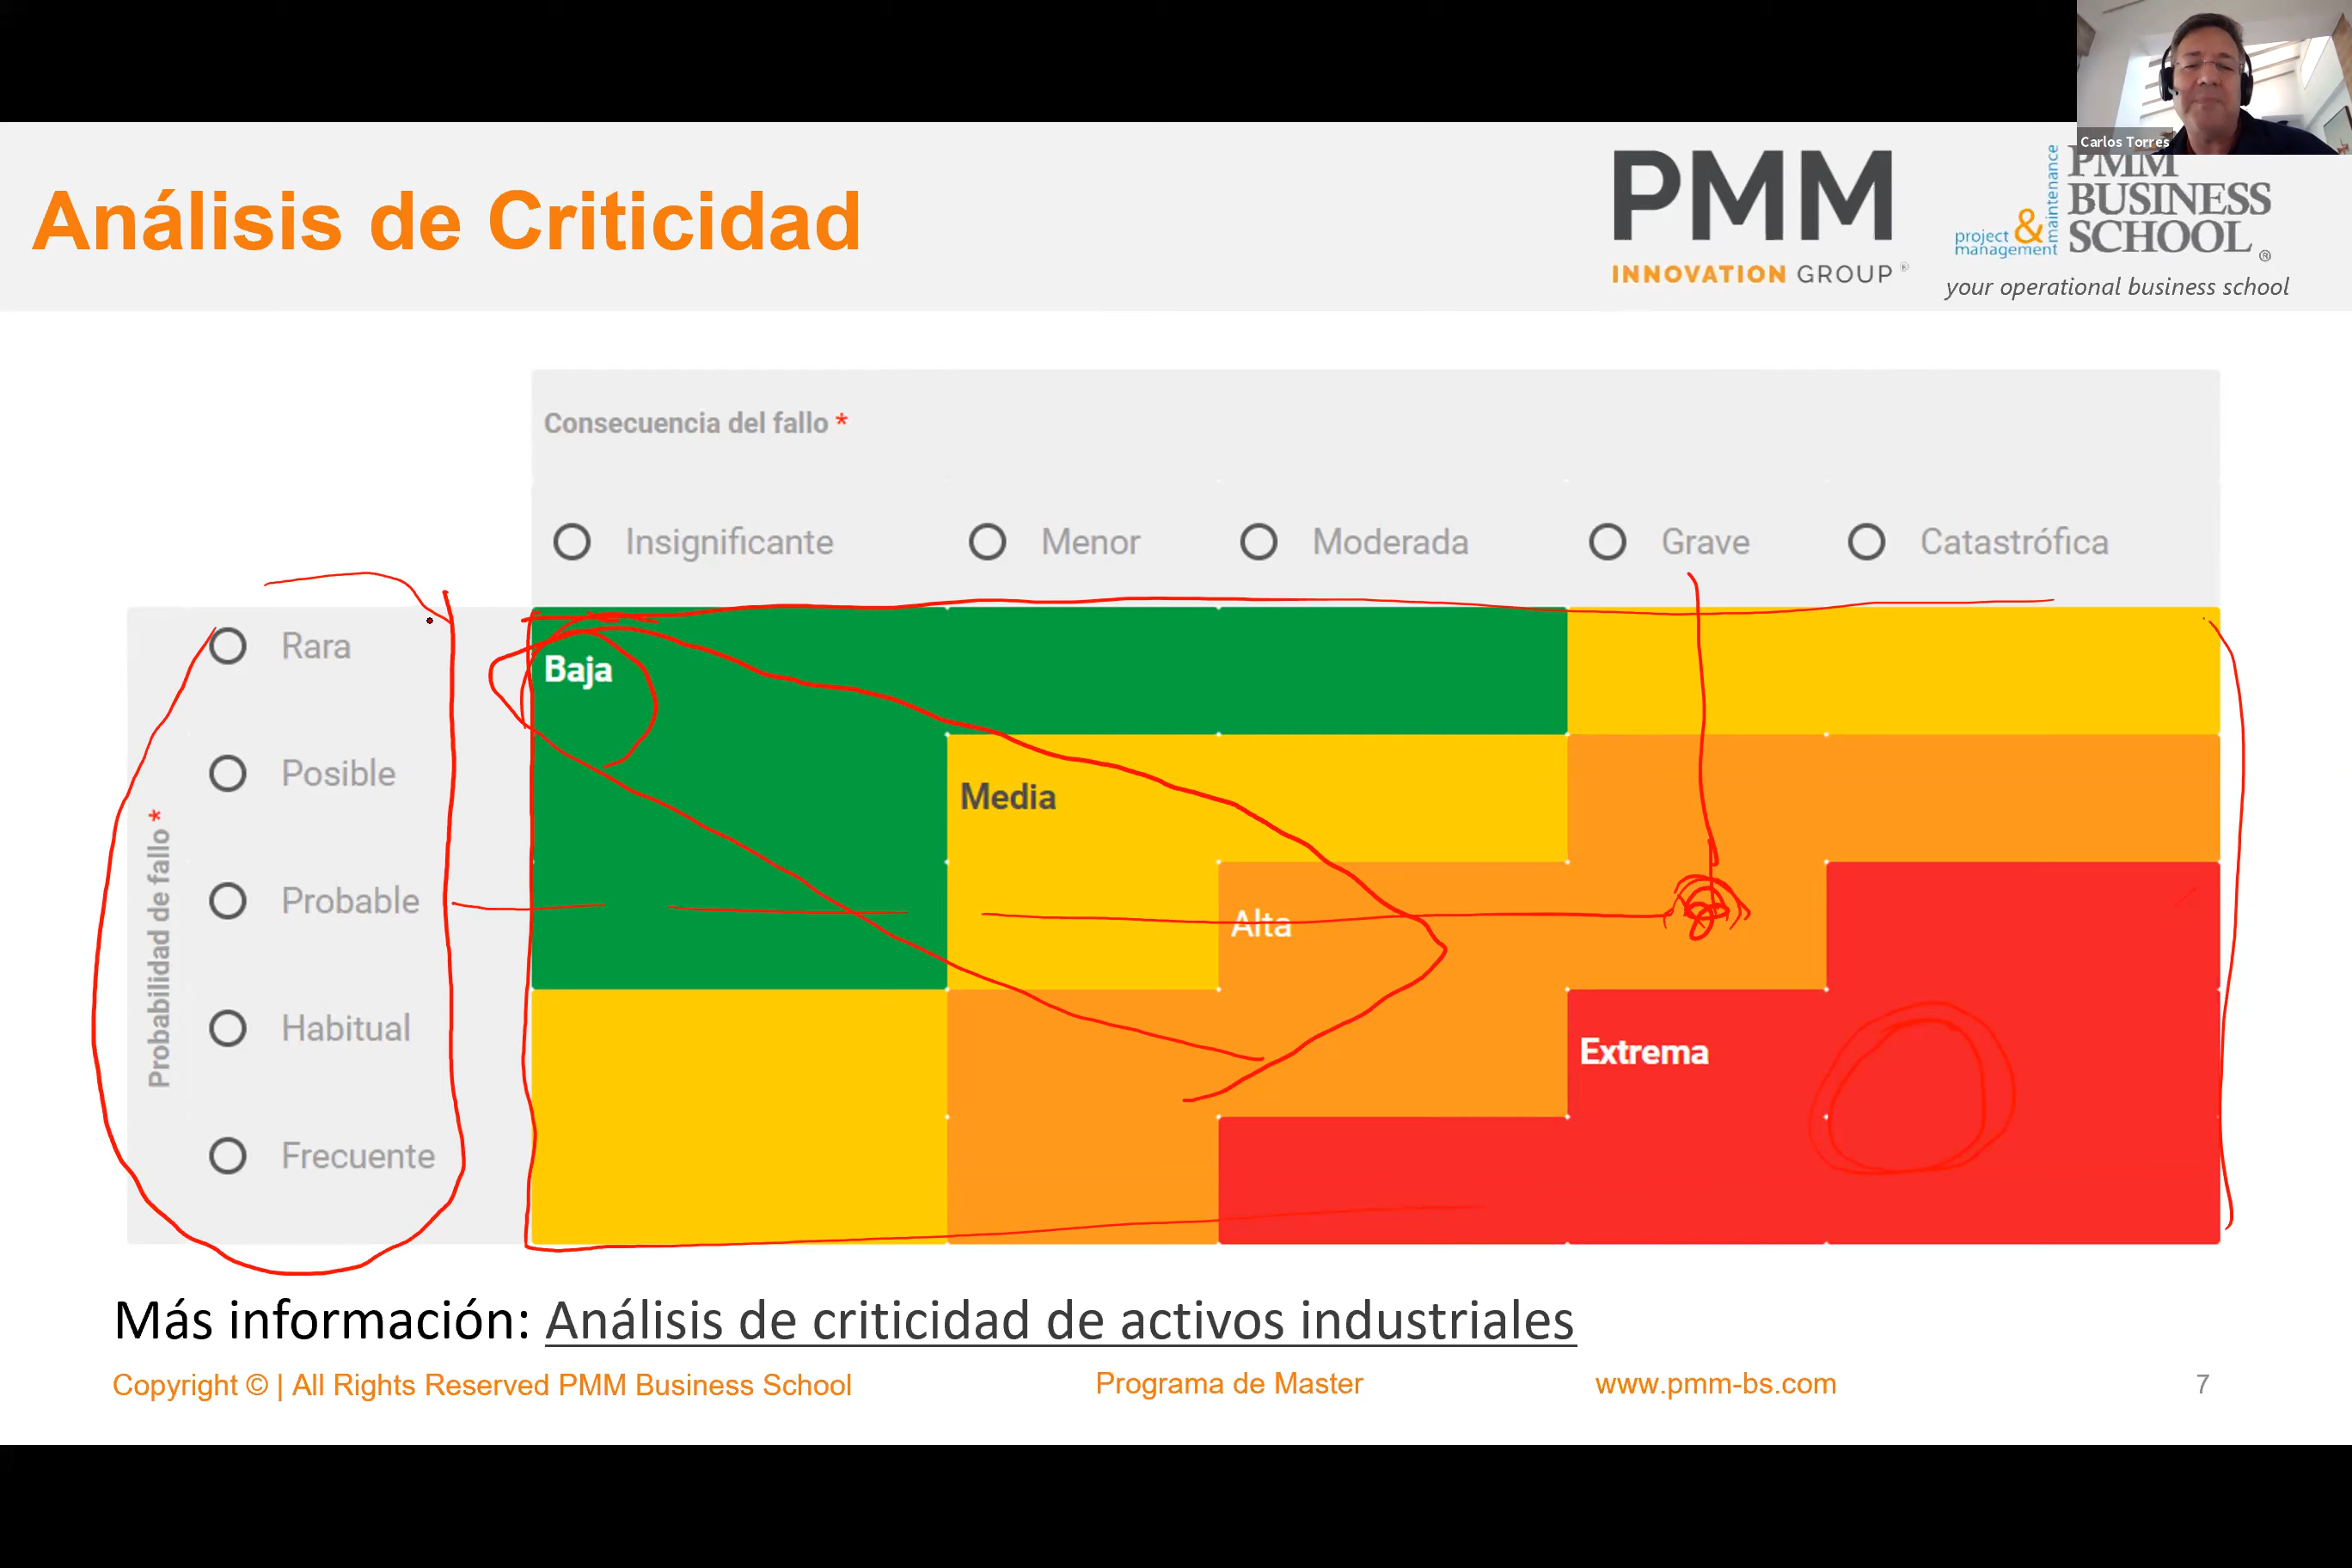 Carlos Torres
Análisis de Criticidad
PMM
INNOVATION GROUP ®
project & management maintenance
PMM
BUSINESS
SCHOOL ®
your operational business school
Consecuencia del fallo *
Insignificante Menor Moderada Grave Catastrófica
Probabilidad de fallo *
Rara
Baja
Posible
Media
Probable
Alta
Habitual
Extrema
Frecuente
Más información: Análisis de criticidad de activos industriales
Copyright © | All Rights Reserved PMM Business School Programa de Master www.pmm-bs.com 7